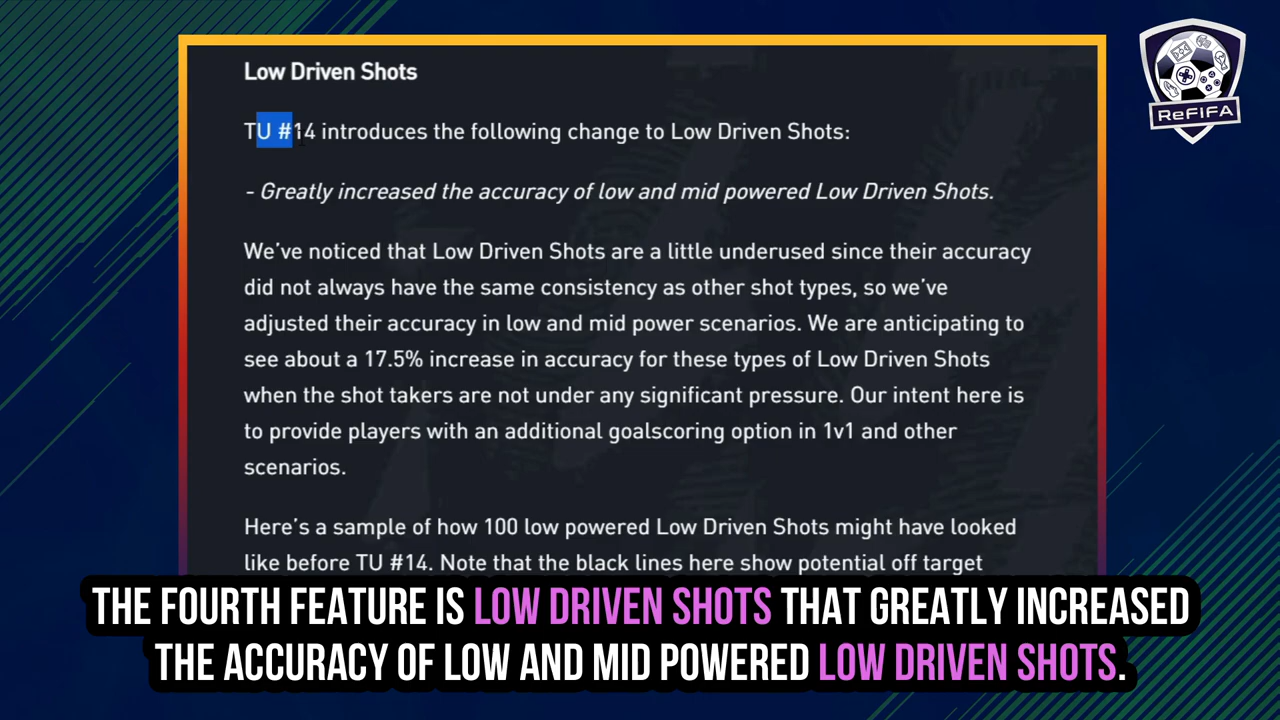 Low Driven Shots
TU #14 introduces the following change to Low Driven Shots:
- Greatly increased the accuracy of low and mid powered Low Driven Shots.
We've noticed that Low Driven Shots are a little underused since their accuracy
did not always have the same consistency as other shot types, so we've
adjusted their accuracy in low and mid power scenarios. We are anticipating to
see about a 17.5% increase in accuracy for these types of Low Driven Shots
when the shot takers are not under any significant pressure. Our intent here is
to provide players with an additional goalscoring option in 1v1 and other
scenarios.
Here's a sample of how 100 low powered Low Driven Shots might have looked
like before TU #14. Note that the black lines here show potential off target
THE FOURTH FEATURE IS LOW DRIVEN SHOTS THAT GREATLY INCREASED
THE ACCURACY OF LOW AND MID POWERED LOW DRIVEN SHOTS.
ReFIFA